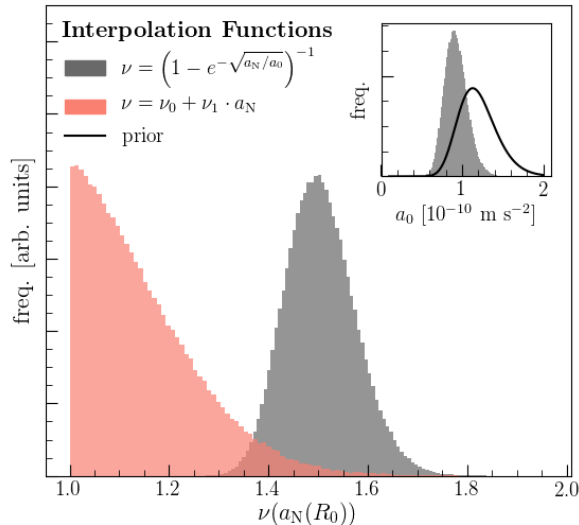 Interpolation Functions
ν = (1 − e^{−√(a_N/a_0)})^{−1}
ν = ν_0 + ν_1 · a_N
prior
freq.
0 1 2
a_0 [10^{−10} m s^{−2}]
freq. [arb. units]
1.0 1.2 1.4 1.6 1.8 2.0
ν(a_N(R_0))